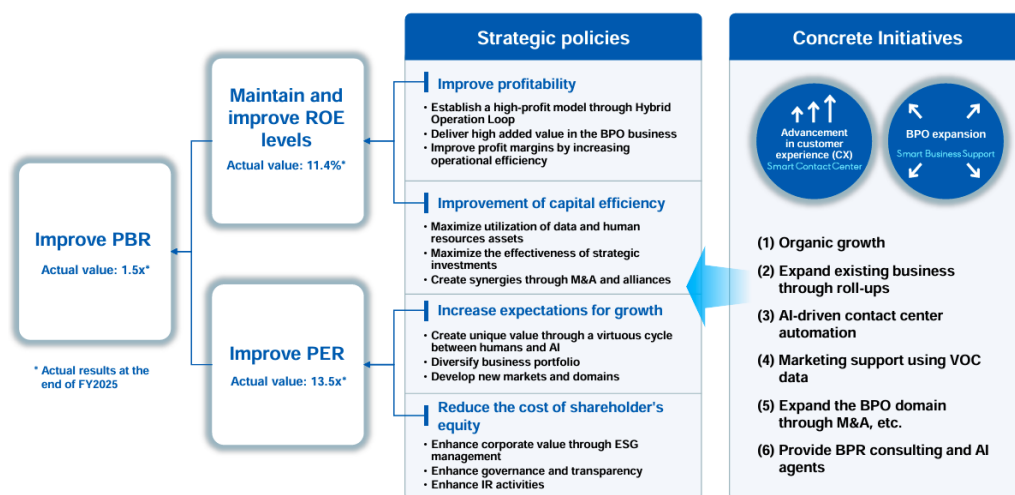 Improve PBR
Actual value: 1.5x*
* Actual results at the
end of FY2025
Maintain and
improve ROE
levels
Actual value: 11.4%*
Improve PER
Actual value: 13.5x*
Strategic policies
Improve profitability
・Establish a high-profit model through Hybrid
Operation Loop
・Deliver high added value in the BPO business
・Improve profit margins by increasing
operational efficiency
Improvement of capital efficiency
・Maximize utilization of data and human
resources assets
・Maximize the effectiveness of strategic
investments
・Create synergies through M&A and alliances
Increase expectations for growth
・Create unique value through a virtuous cycle
between humans and AI
・Diversify business portfolio
・Develop new markets and domains
Reduce the cost of shareholder's
equity
・Enhance corporate value through ESG
management
・Enhance governance and transparency
・Enhance IR activities
Concrete Initiatives
Advancement
in customer
experience (CX)
Smart Contact Center
BPO expansion
Smart Business Support
(1) Organic growth
(2) Expand existing business
through roll-ups
(3) AI-driven contact center
automation
(4) Marketing support using VOC
data
(5) Expand the BPO domain
through M&A, etc.
(6) Provide BPR consulting and AI
agents